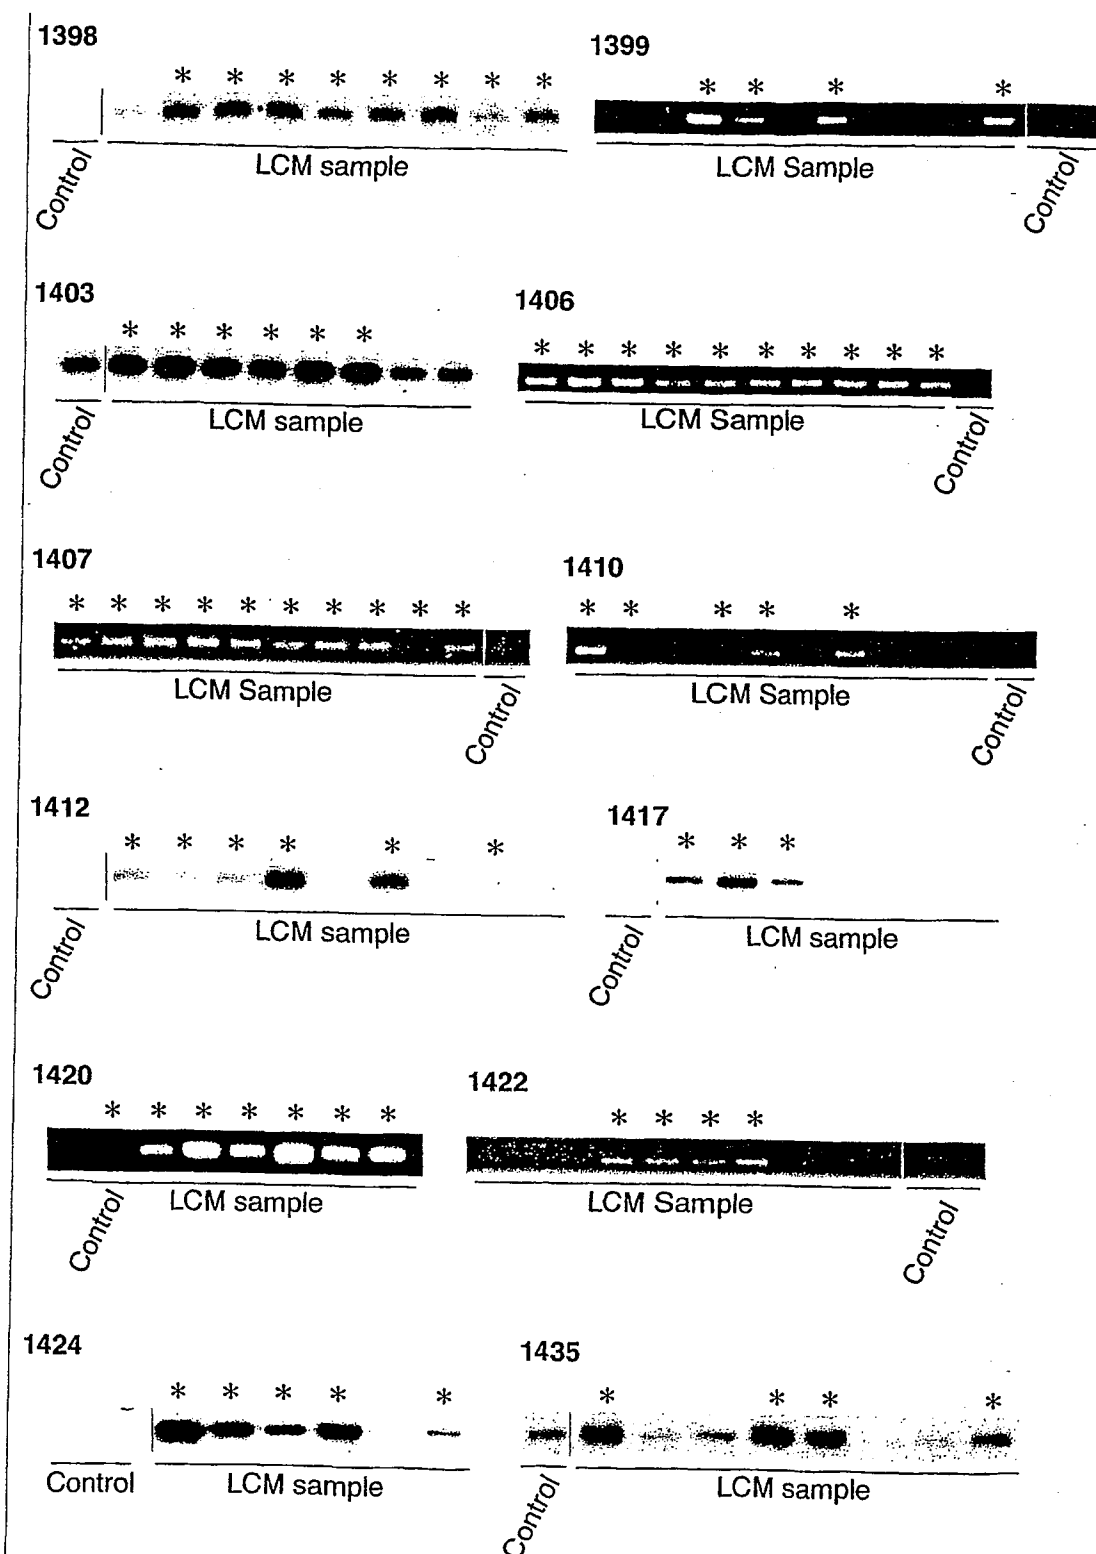 1398
1399
* * * * * * * *
* * * *
LCM sample
LCM Sample
Control
Control
1403
1406
* * * * * *
* * * * * * * * * *
LCM sample
LCM Sample
Control
Control
1407
1410
* * * * * * * * * *
* * * * *
LCM Sample
LCM Sample
Control
Control
1412
1417
* * * * * *
* * *
LCM sample
LCM sample
Control
Control
1420
1422
* * * * * * *
* * * *
LCM sample
LCM Sample
Control
Control
1424
1435
* * * * *
* * * *
Control
LCM sample
LCM sample
Control